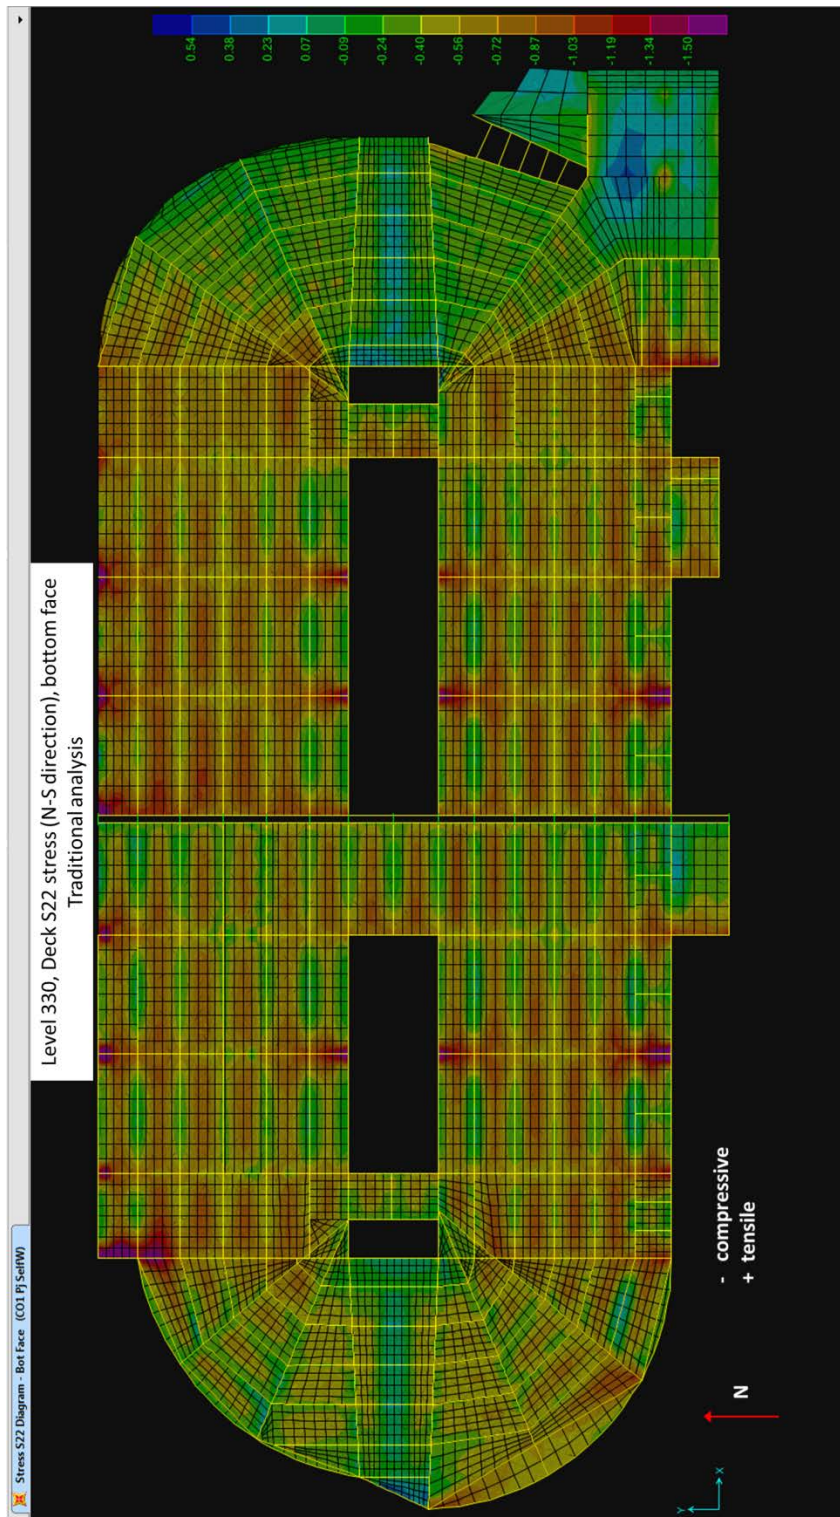 Stress S22 Diagram - Bot Face (CO1 Pj SelfW)
Level 330, Deck S22 stress (N-S direction), bottom face
Traditional analysis
0.54
0.38
0.23
0.07
-0.09
-0.24
-0.40
-0.56
-0.72
-0.87
-1.03
-1.19
-1.34
-1.50
- compressive
+ tensile
N
Y
X